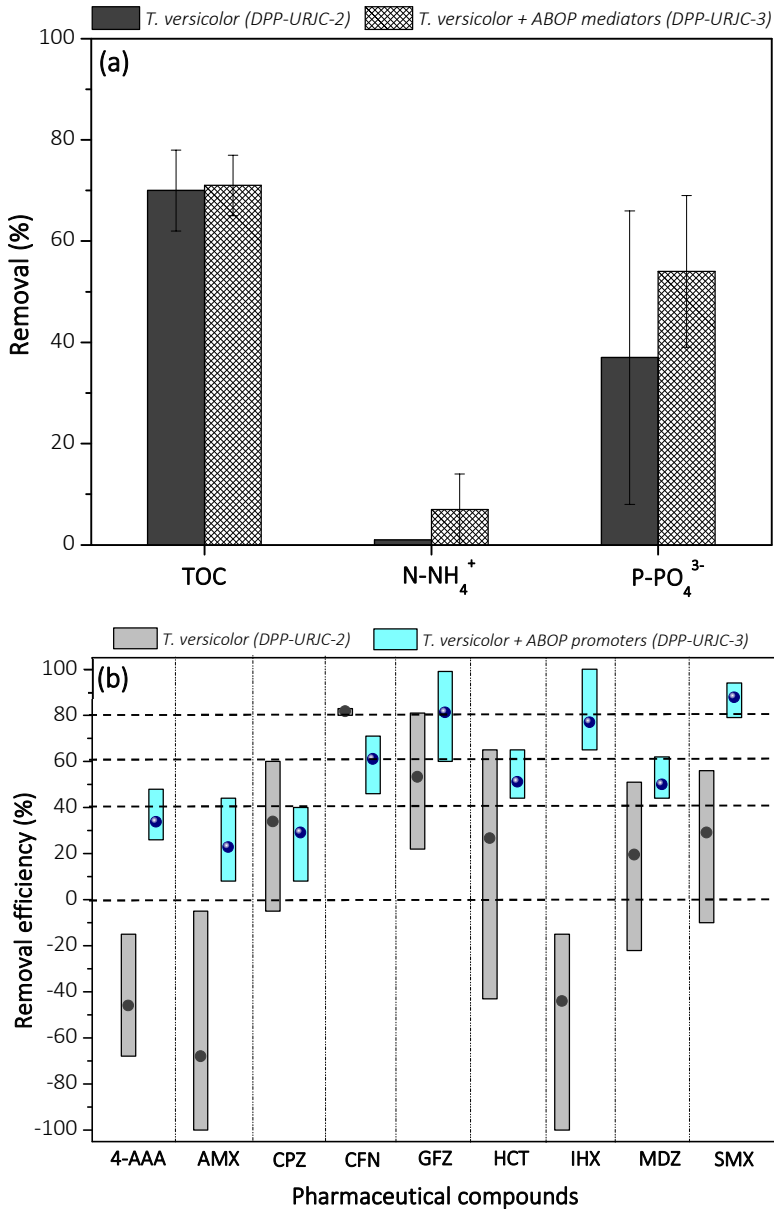 T. versicolor (DPP-URJC-2) T. versicolor + ABOP mediators (DPP-URJC-3)
(a)
100
80
60
40
20
0
Removal (%)
TOC N-NH₄⁺ P-PO₄³⁻
T. versicolor (DPP-URJC-2) T. versicolor + ABOP promoters (DPP-URJC-3)
(b)
100
80
60
40
20
0
-20
-40
-60
-80
-100
Removal efficiency (%)
4-AAA AMX CPZ CFN GFZ HCT IHX MDZ SMX
Pharmaceutical compounds